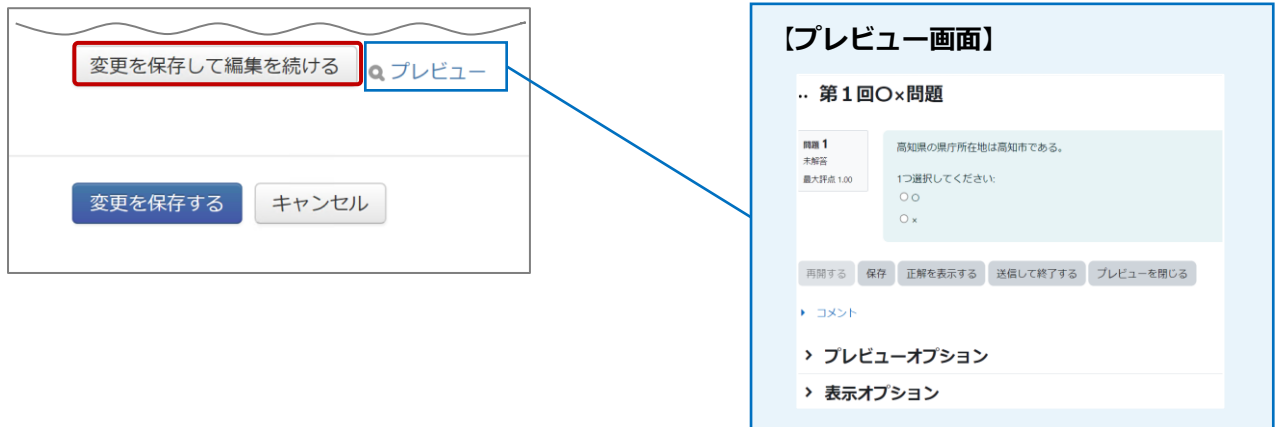 変更を保存して編集を続ける プレビュー
変更を保存する キャンセル
【プレビュー画面】
.. 第１回〇×問題
問題 1
未解答
最大評点 1.00
高知県の県庁所在地は高知市である。
1つ選択してください:
〇
×
再開する 保存 正解を表示する 送信して終了する プレビューを閉じる
コメント
プレビューオプション
表示オプション